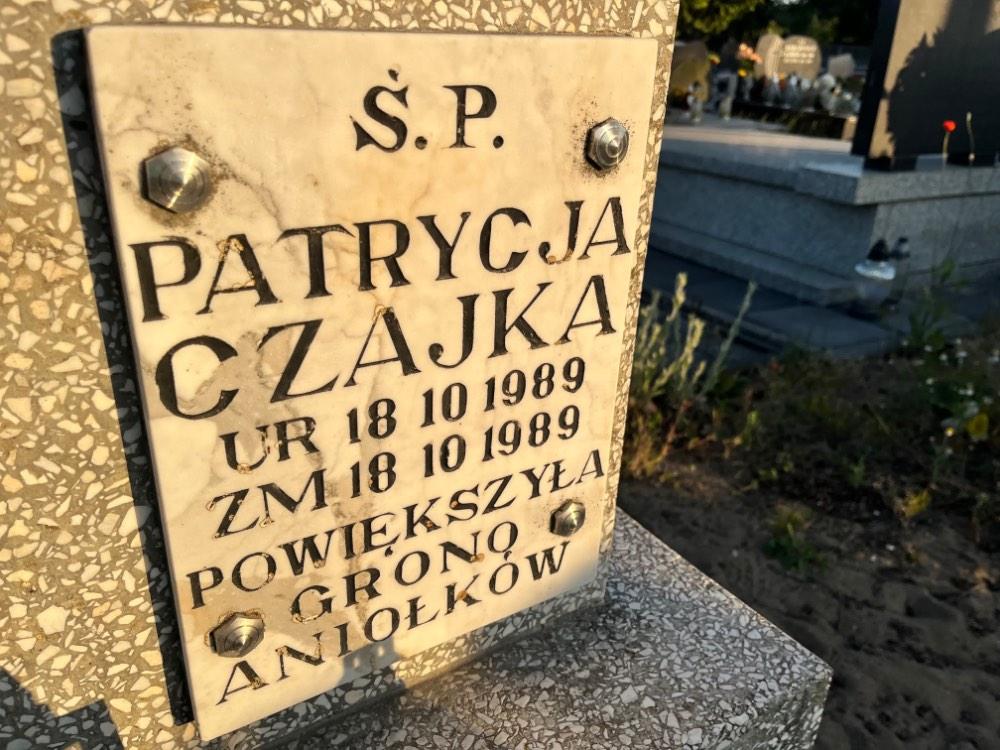 Ś.P.
PATRYCJA
CZAJKA
UR 18 10 1989
ZM 18 10 1989
POWIĘKSZYŁA
GRONO
ANIOŁKÓW